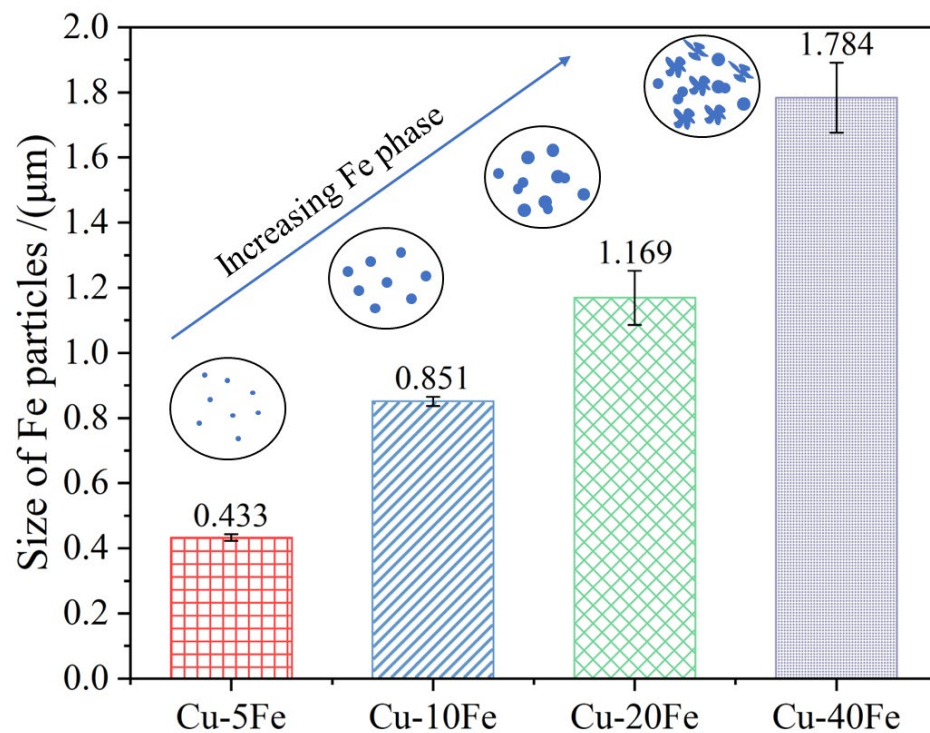 Size of Fe particles /(μm)
2.0
1.8
1.6
1.4
1.2
1.0
0.8
0.6
0.4
0.2
0.0
Increasing Fe phase
0.433
0.851
1.169
1.784
Cu-5Fe
Cu-10Fe
Cu-20Fe
Cu-40Fe